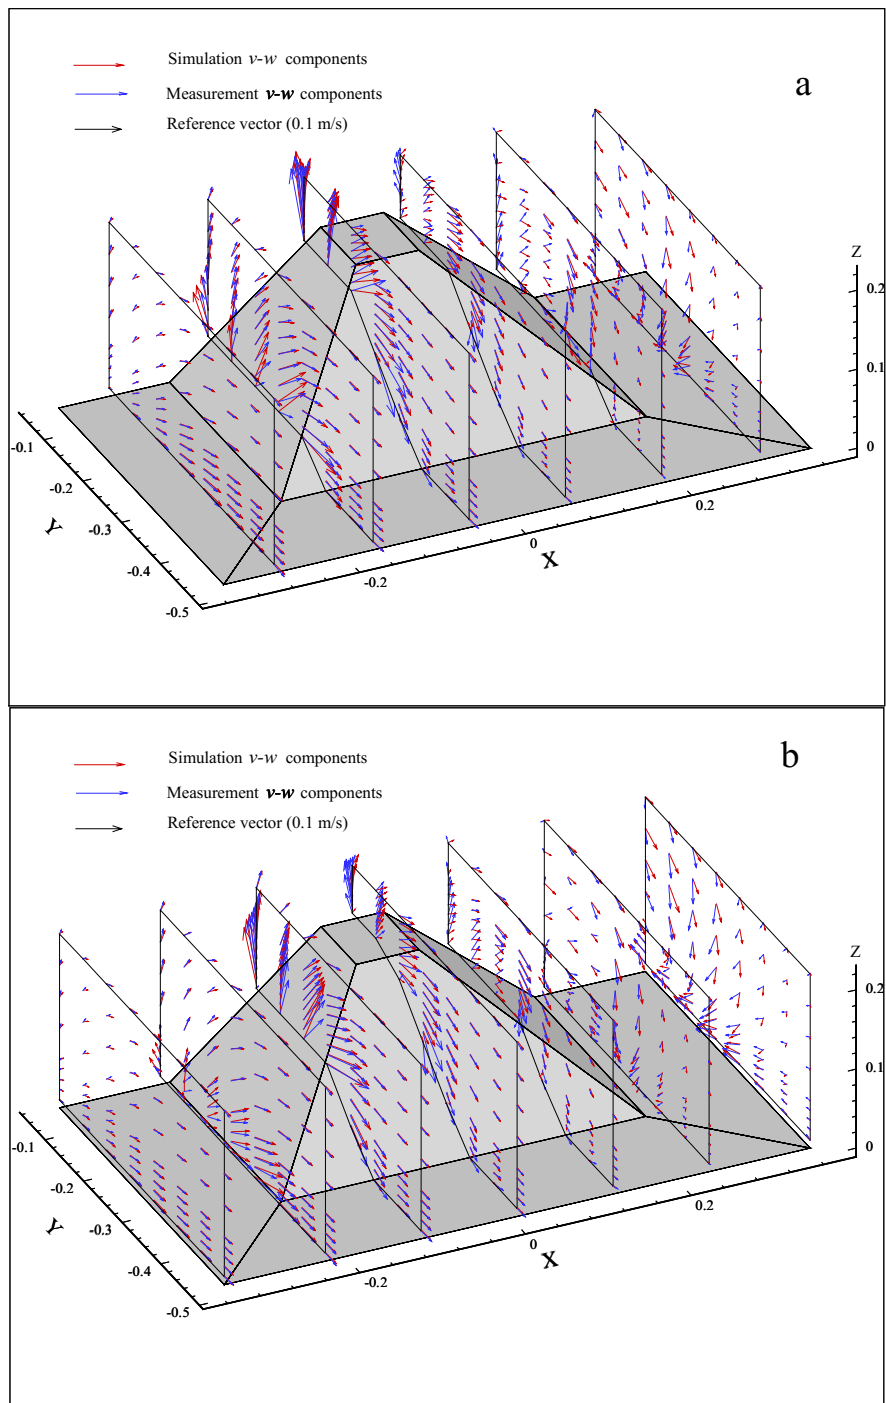 Simulation v-w components
a
Measurement v-w components
Reference vector (0.1 m/s)
Z
0.2
0.1
0
-0.1
-0.2
Y
-0.3
-0.4
-0.5
0.2
0
X
-0.2
Simulation v-w components
b
Measurement v-w components
Reference vector (0.1 m/s)
Z
0.2
0.1
0
-0.1
-0.2
Y
-0.3
-0.4
-0.5
0.2
0
X
-0.2